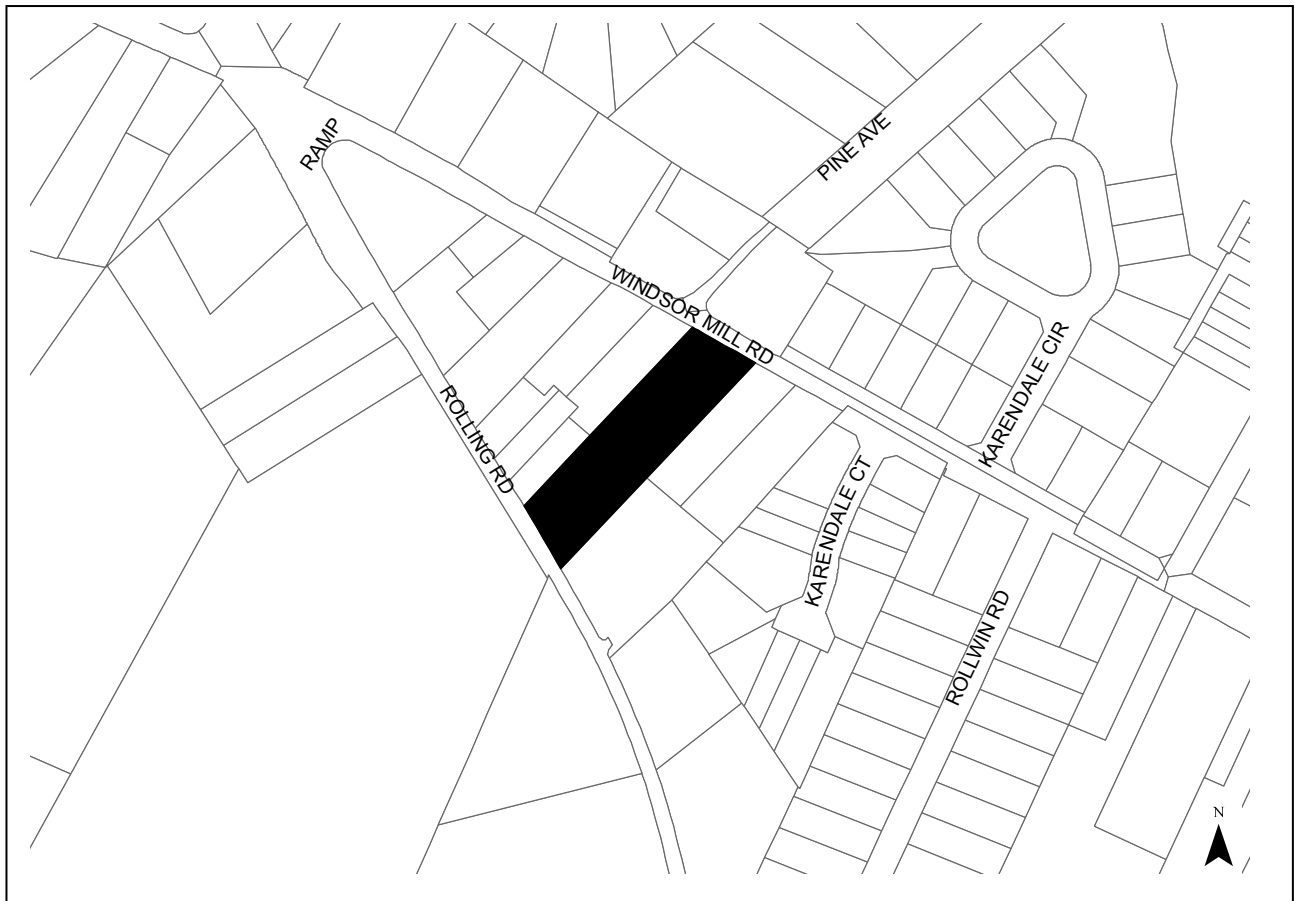 RAMP
PINE AVE
WINDSOR MILL RD
KARENDALE CIR
ROLLING RD
KARENDALE CT
ROLLWIN RD
N